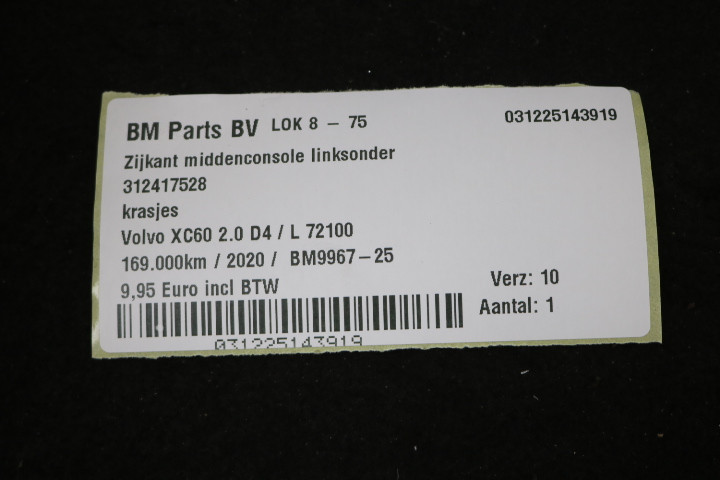 BM Parts BV LOK 8 - 75 031225143919
Zijkant middenconsole linksonder
312417528
krasjes
Volvo XC60 2.0 D4 / L 72100
169.000km / 2020 / BM9967-25
9,95 Euro incl BTW Verz: 10
Aantal: 1
031225143919